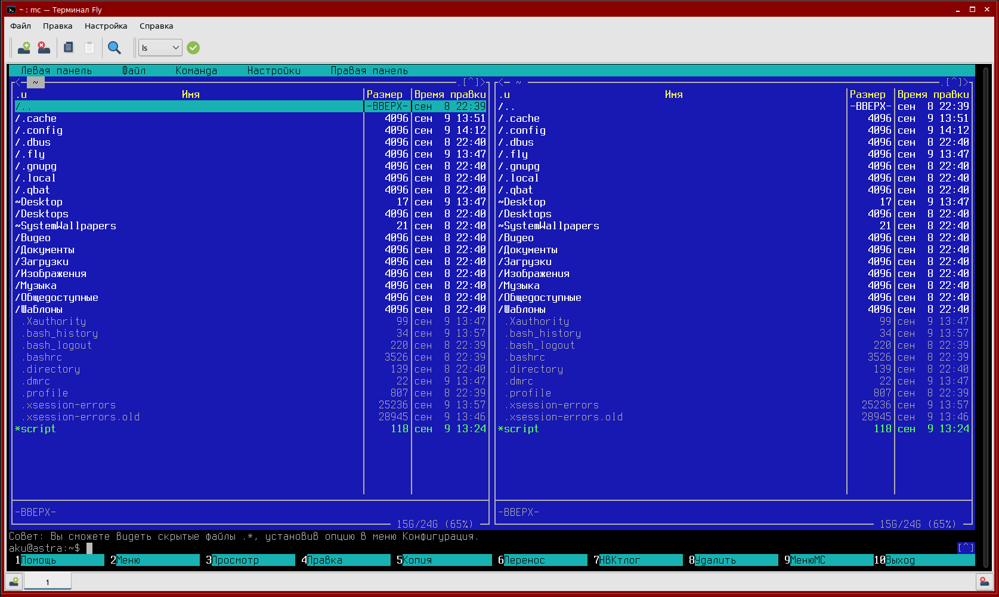 ~ : mc — Терминал Fly
Файл Правка Настройка Справка
ls
Левая панель Файл Команда Настройки Правая панель
<─ ~ .[^]> <─ ~ .[^]>
.и Имя Размер Время правки .и Имя Размер Время правки
/.. -ВВЕРХ- сен 8 22:39 /.. -ВВЕРХ- сен 8 22:39
/.cache 4096 сен 9 13:51 /.cache 4096 сен 9 13:51
/.config 4096 сен 9 14:12 /.config 4096 сен 9 14:12
/.dbus 4096 сен 8 22:40 /.dbus 4096 сен 8 22:40
/.fly 4096 сен 9 13:47 /.fly 4096 сен 9 13:47
/.gnupg 4096 сен 8 22:40 /.gnupg 4096 сен 8 22:40
/.local 4096 сен 8 22:40 /.local 4096 сен 8 22:40
/.qbat 4096 сен 8 22:40 /.qbat 4096 сен 8 22:40
~Desktop 17 сен 9 13:47 ~Desktop 17 сен 9 13:47
/Desktops 4096 сен 8 22:40 /Desktops 4096 сен 8 22:40
~SystemWallpapers 21 сен 8 22:40 ~SystemWallpapers 21 сен 8 22:40
/Видео 4096 сен 8 22:40 /Видео 4096 сен 8 22:40
/Документы 4096 сен 8 22:40 /Документы 4096 сен 8 22:40
/Загрузки 4096 сен 8 22:40 /Загрузки 4096 сен 8 22:40
/Изображения 4096 сен 8 22:40 /Изображения 4096 сен 8 22:40
/Музыка 4096 сен 8 22:40 /Музыка 4096 сен 8 22:40
/Общедоступные 4096 сен 8 22:40 /Общедоступные 4096 сен 8 22:40
/Шаблоны 4096 сен 8 22:40 /Шаблоны 4096 сен 8 22:40
.Xauthority 99 сен 9 13:47 .Xauthority 99 сен 9 13:47
.bash_history 34 сен 9 13:57 .bash_history 34 сен 9 13:57
.bash_logout 220 сен 8 22:39 .bash_logout 220 сен 8 22:39
.bashrc 3526 сен 8 22:39 .bashrc 3526 сен 8 22:39
.directory 139 сен 8 22:40 .directory 139 сен 8 22:40
.dmrc 22 сен 9 13:47 .dmrc 22 сен 9 13:47
.profile 807 сен 8 22:39 .profile 807 сен 8 22:39
.xsession-errors 25236 сен 9 13:57 .xsession-errors 25236 сен 9 13:57
.xsession-errors.old 28945 сен 9 13:46 .xsession-errors.old 28945 сен 9 13:46
*script 118 сен 9 13:24 *script 118 сен 9 13:24
-ВВЕРХ- -ВВЕРХ-
15G/24G (65%) 15G/24G (65%)
Совет: Вы сможете видеть скрытые файлы .*, установив опцию в меню Конфигурация.
aku@astra:~$ [^]
1Помощь 2Меню 3Просмотр 4Правка 5Копия 6Перенос 7НВКтлог 8Удалить 9МенюМС 10Выход
1